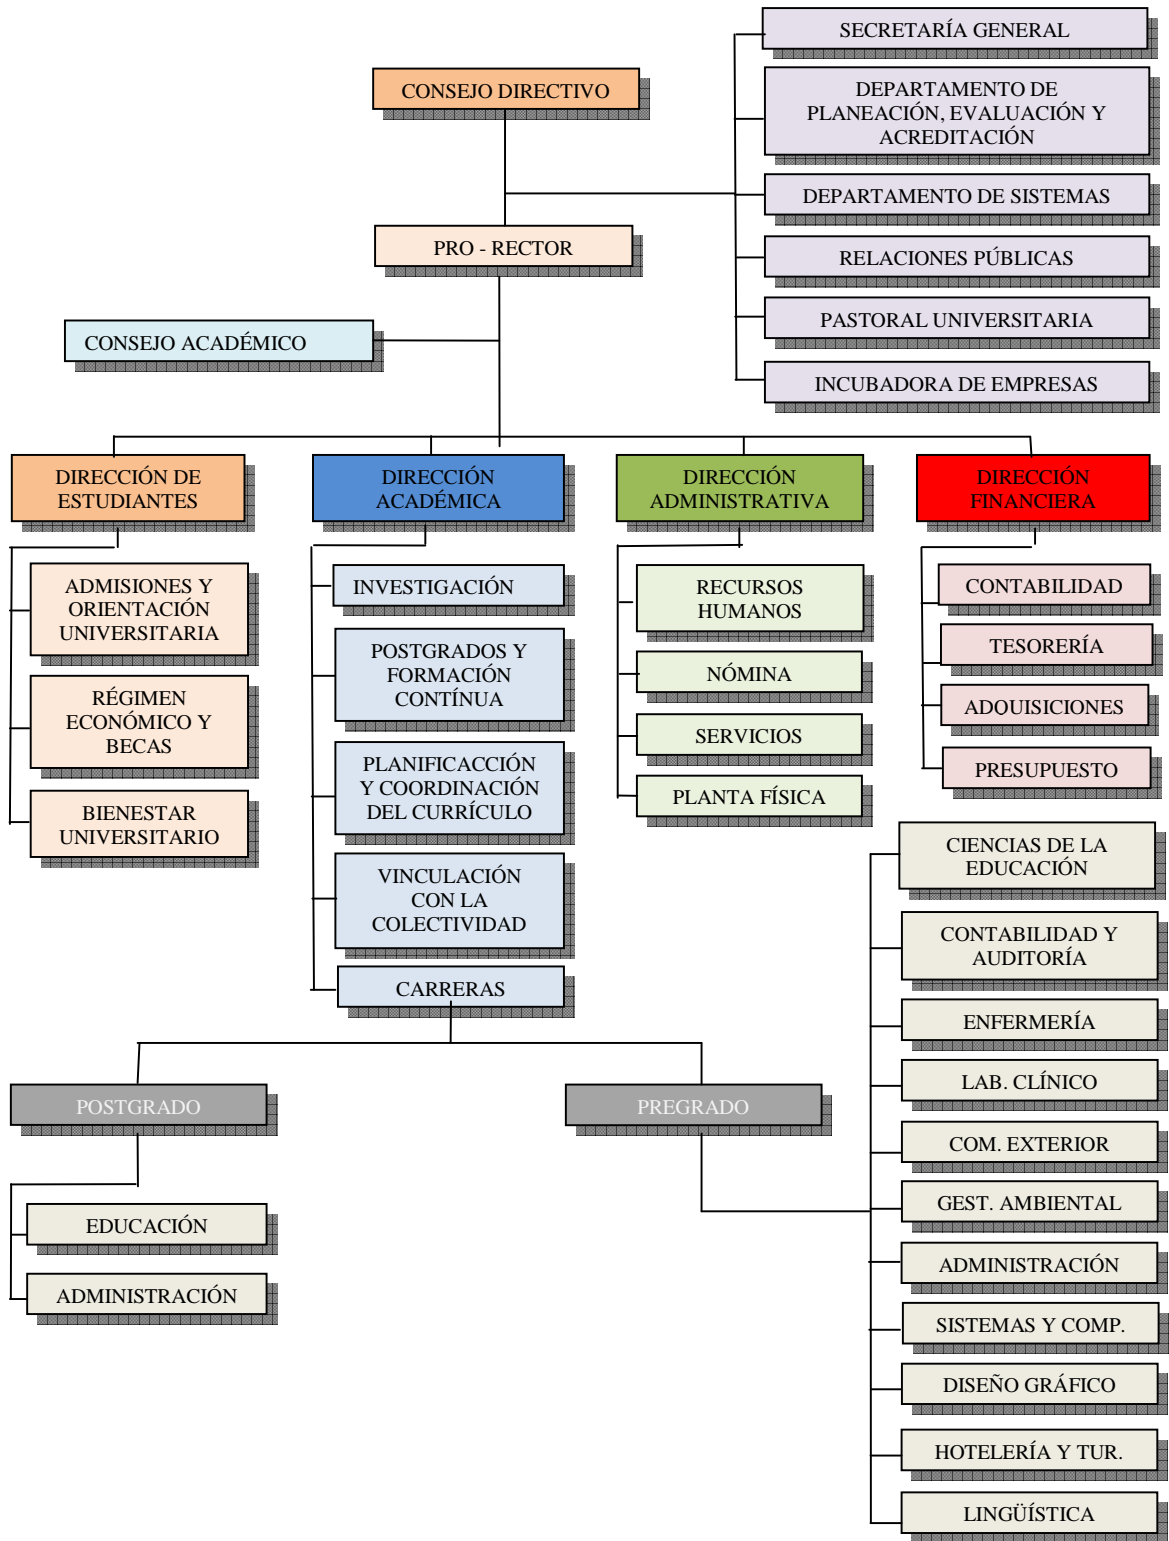 SECRETARÍA GENERAL
CONSEJO DIRECTIVO
DEPARTAMENTO DE
PLANEACIÓN, EVALUACIÓN Y
ACREDITACIÓN
DEPARTAMENTO DE SISTEMAS
PRO - RECTOR
RELACIONES PÚBLICAS
CONSEJO ACADÉMICO
PASTORAL UNIVERSITARIA
INCUBADORA DE EMPRESAS
DIRECCIÓN DE
ESTUDIANTES
DIRECCIÓN
ACADÉMICA
DIRECCIÓN
ADMINISTRATIVA
DIRECCIÓN
FINANCIERA
ADMISIONES Y
ORIENTACIÓN
UNIVERSITARIA
RÉGIMEN
ECONÓMICO Y
BECAS
BIENESTAR
UNIVERSITARIO
INVESTIGACIÓN
POSTGRADOS Y
FORMACIÓN
CONTÍNUA
PLANIFICACCIÓN
Y COORDINACIÓN
DEL CURRÍCULO
VINCULACIÓN
CON LA
COLECTIVIDAD
CARRERAS
RECURSOS
HUMANOS
NÓMINA
SERVICIOS
PLANTA FÍSICA
CONTABILIDAD
TESORERÍA
ADQUISICIONES
PRESUPUESTO
POSTGRADO
EDUCACIÓN
ADMINISTRACIÓN
PREGRADO
CIENCIAS DE LA
EDUCACIÓN
CONTABILIDAD Y
AUDITORÍA
ENFERMERÍA
LAB. CLÍNICO
COM. EXTERIOR
GEST. AMBIENTAL
ADMINISTRACIÓN
SISTEMAS Y COMP.
DISEÑO GRÁFICO
HOTELERÍA Y TUR.
LINGÜÍSTICA